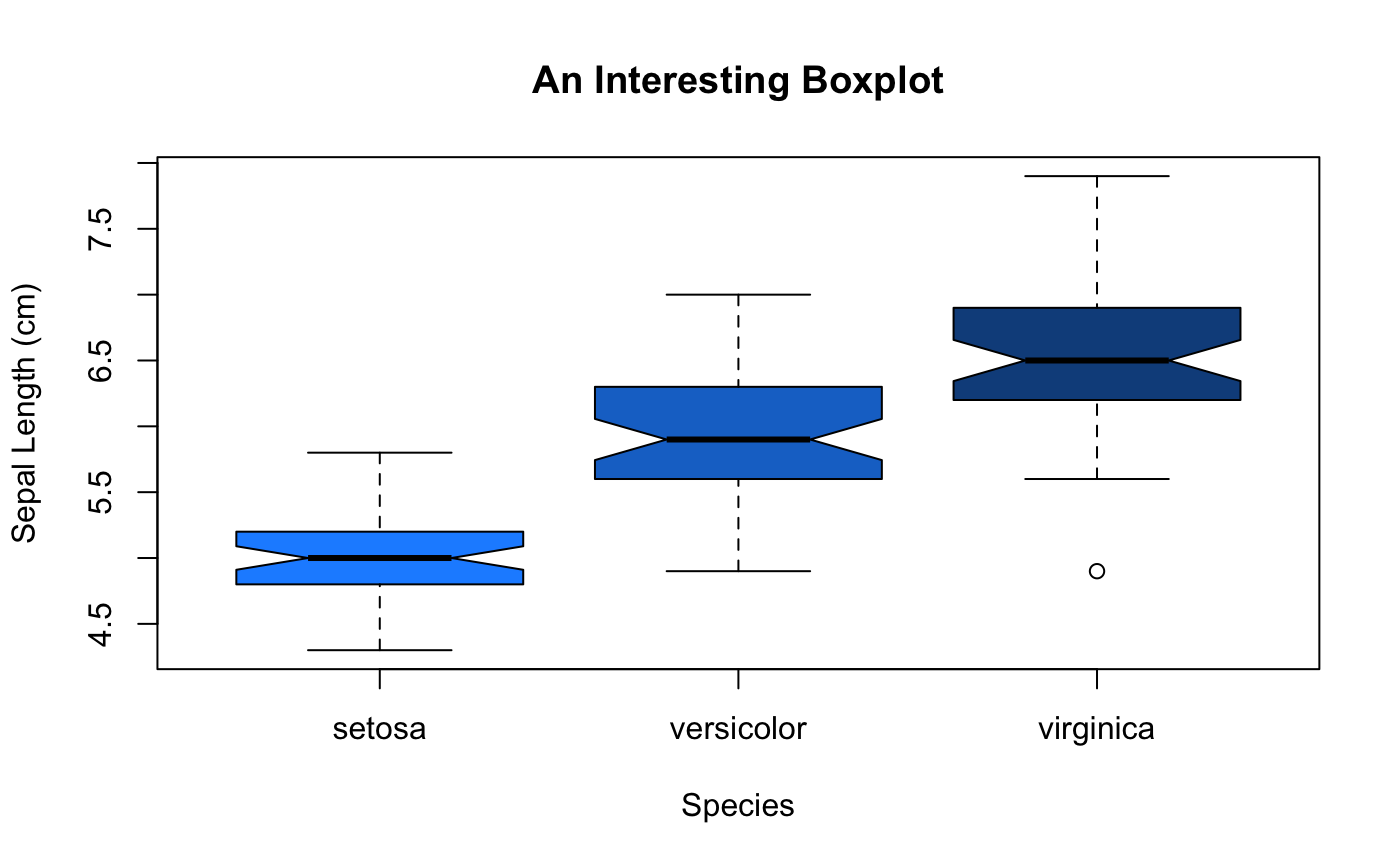 An Interesting Boxplot
Sepal Length (cm)
7.5
6.5
5.5
4.5
setosa
versicolor
virginica
Species